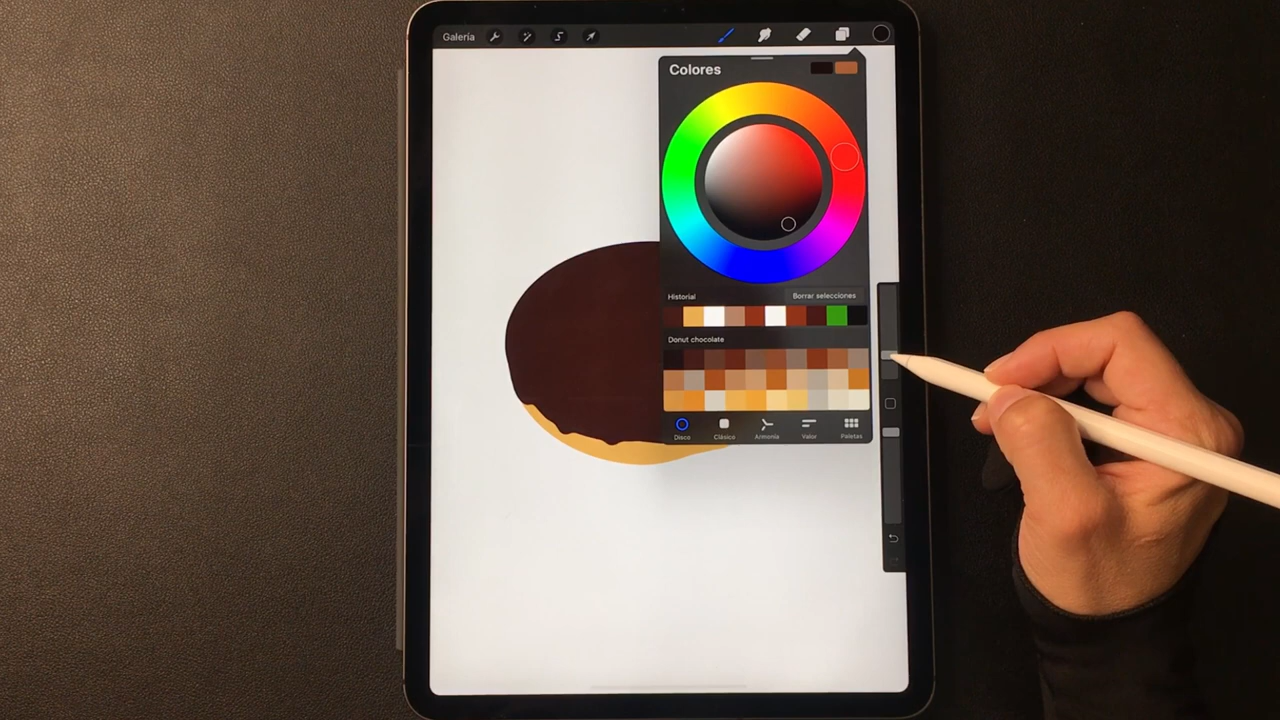 Galería
Colores
Historial
Borrar selecciones
Donut chocolate
Disco
Clásico
Armonía
Valor
Paletas